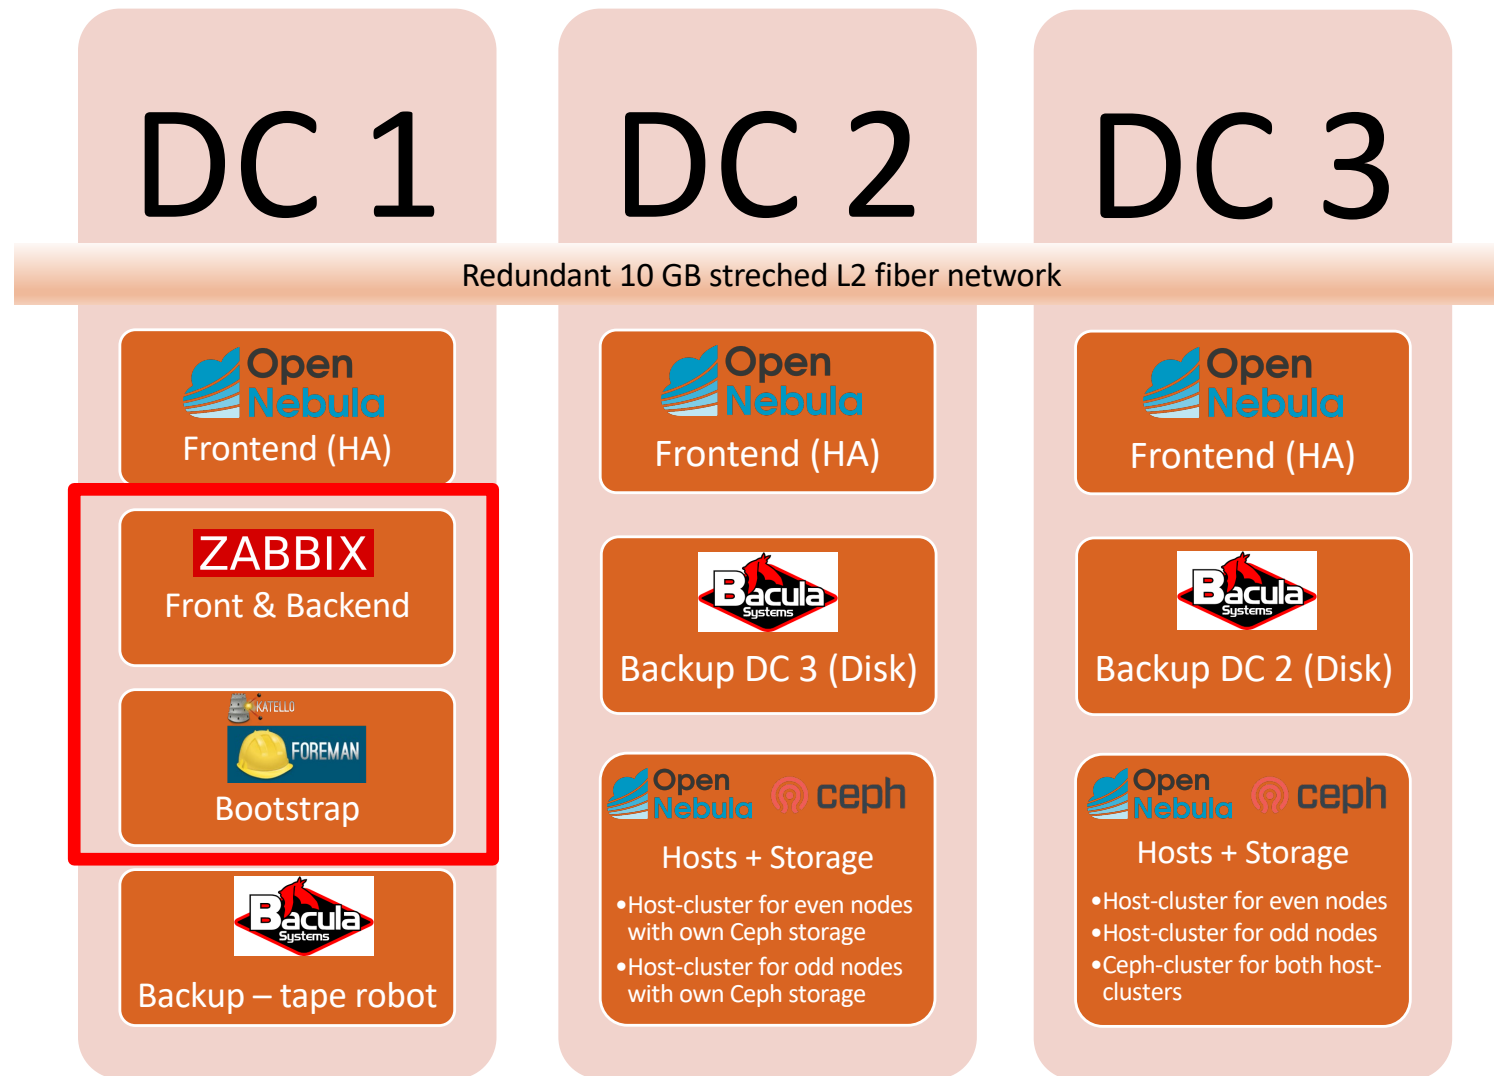 DC 1
DC 2
DC 3
Redundant 10 GB streched L2 fiber network
Open
Nebula
Frontend (HA)
ZABBIX
Front & Backend
KATELLO
FOREMAN
Bootstrap
Bacula
Systems
Backup – tape robot
Open
Nebula
Frontend (HA)
Bacula
Systems
Backup DC 3 (Disk)
Open
Nebula
ceph
Hosts + Storage
•Host-cluster for even nodes
with own Ceph storage
•Host-cluster for odd nodes
with own Ceph storage
Open
Nebula
Frontend (HA)
Bacula
Systems
Backup DC 2 (Disk)
Open
Nebula
ceph
Hosts + Storage
•Host-cluster for even nodes
•Host-cluster for odd nodes
•Ceph-cluster for both host-
clusters